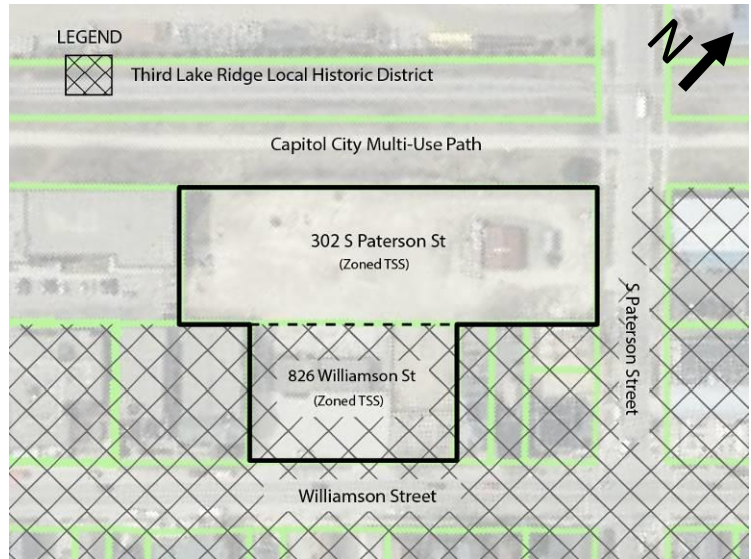 LEGEND
Third Lake Ridge Local Historic District
N
Capitol City Multi-Use Path
302 S Paterson St
(Zoned TSS)
S Paterson Street
826 Williamson St
(Zoned TSS)
Williamson Street